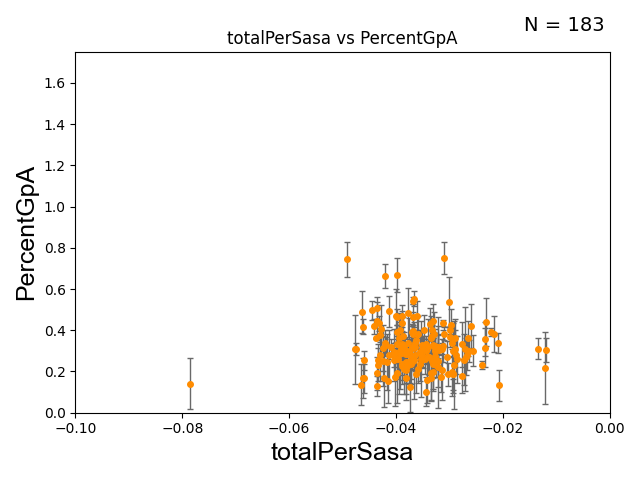 N = 183
totalPerSasa vs PercentGpA
PercentGpA
1.6
1.4
1.2
1.0
0.8
0.6
0.4
0.2
0.0
−0.10 −0.08 −0.06 −0.04 −0.02 0.00
totalPerSasa